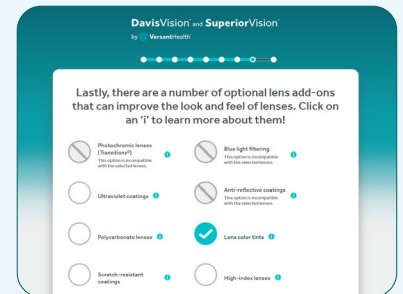 DavisVision and SuperiorVision
by VersantHealth
Lastly, there are a number of optional lens add-ons
that can improve the look and feel of lenses. Click on
an 'i' to learn more about them!
Photochromic lenses
(Transitions®)
This option is incompatible
with the selected lenses.
Blue light filtering
This option is incompatible
with the selected lenses.
Ultraviolet coatings
Anti-reflective coatings
This option is incompatible
with the selected lenses.
Polycarbonate lenses
Lens color tints
Scratch-resistant
coatings
High-index lenses